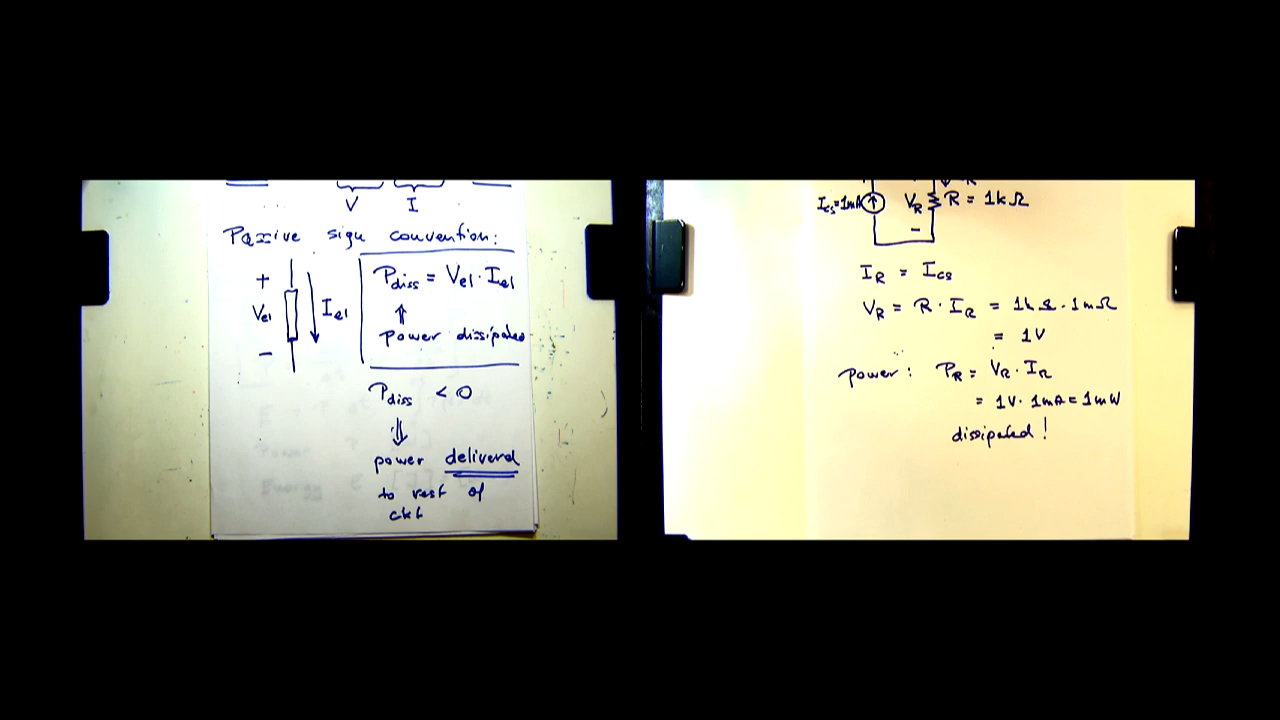 V I
Passive sign convention:
+
Vel
-
Iel
Pdiss = Vel · Iel
⇑
power dissipated
Pdiss < 0
⇓
power deliverd
to rest of
ckt
Ics=1mA
VR
-
R = 1kΩ
IR = Ics
VR = R · IR = 1kΩ · 1mΩ
= 1V
power: PR = VR · IR
= 1V · 1mA = 1mW
dissipated!